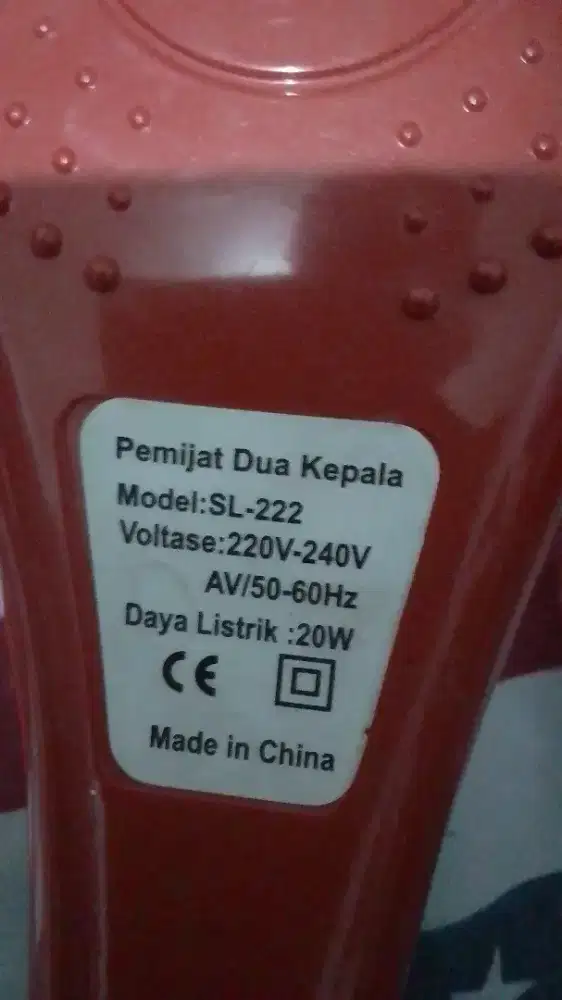 Pemijat Dua Kepala
Model:SL-222
Voltase:220V-240V
AV/50-60Hz
Daya Listrik :20W
CE
Made in China